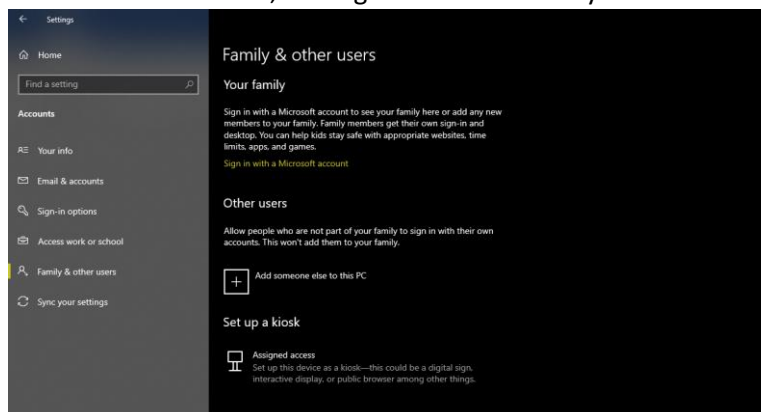 Settings
Home
Find a setting
Accounts
Your info
Email & accounts
Sign-in options
Access work or school
Family & other users
Sync your settings
Family & other users
Your family
Sign in with a Microsoft account to see your family here or add any new
members to your family. Family members get their own sign-in and
desktop. You can help kids stay safe with appropriate websites, time
limits, apps, and games.
Sign in with a Microsoft account
Other users
Allow people who are not part of your family to sign in with their own
accounts. This won't add them to your family.
Add someone else to this PC
Set up a kiosk
Assigned access
Set up this device as a kiosk—this could be a digital sign,
interactive display, or public browser among other things.